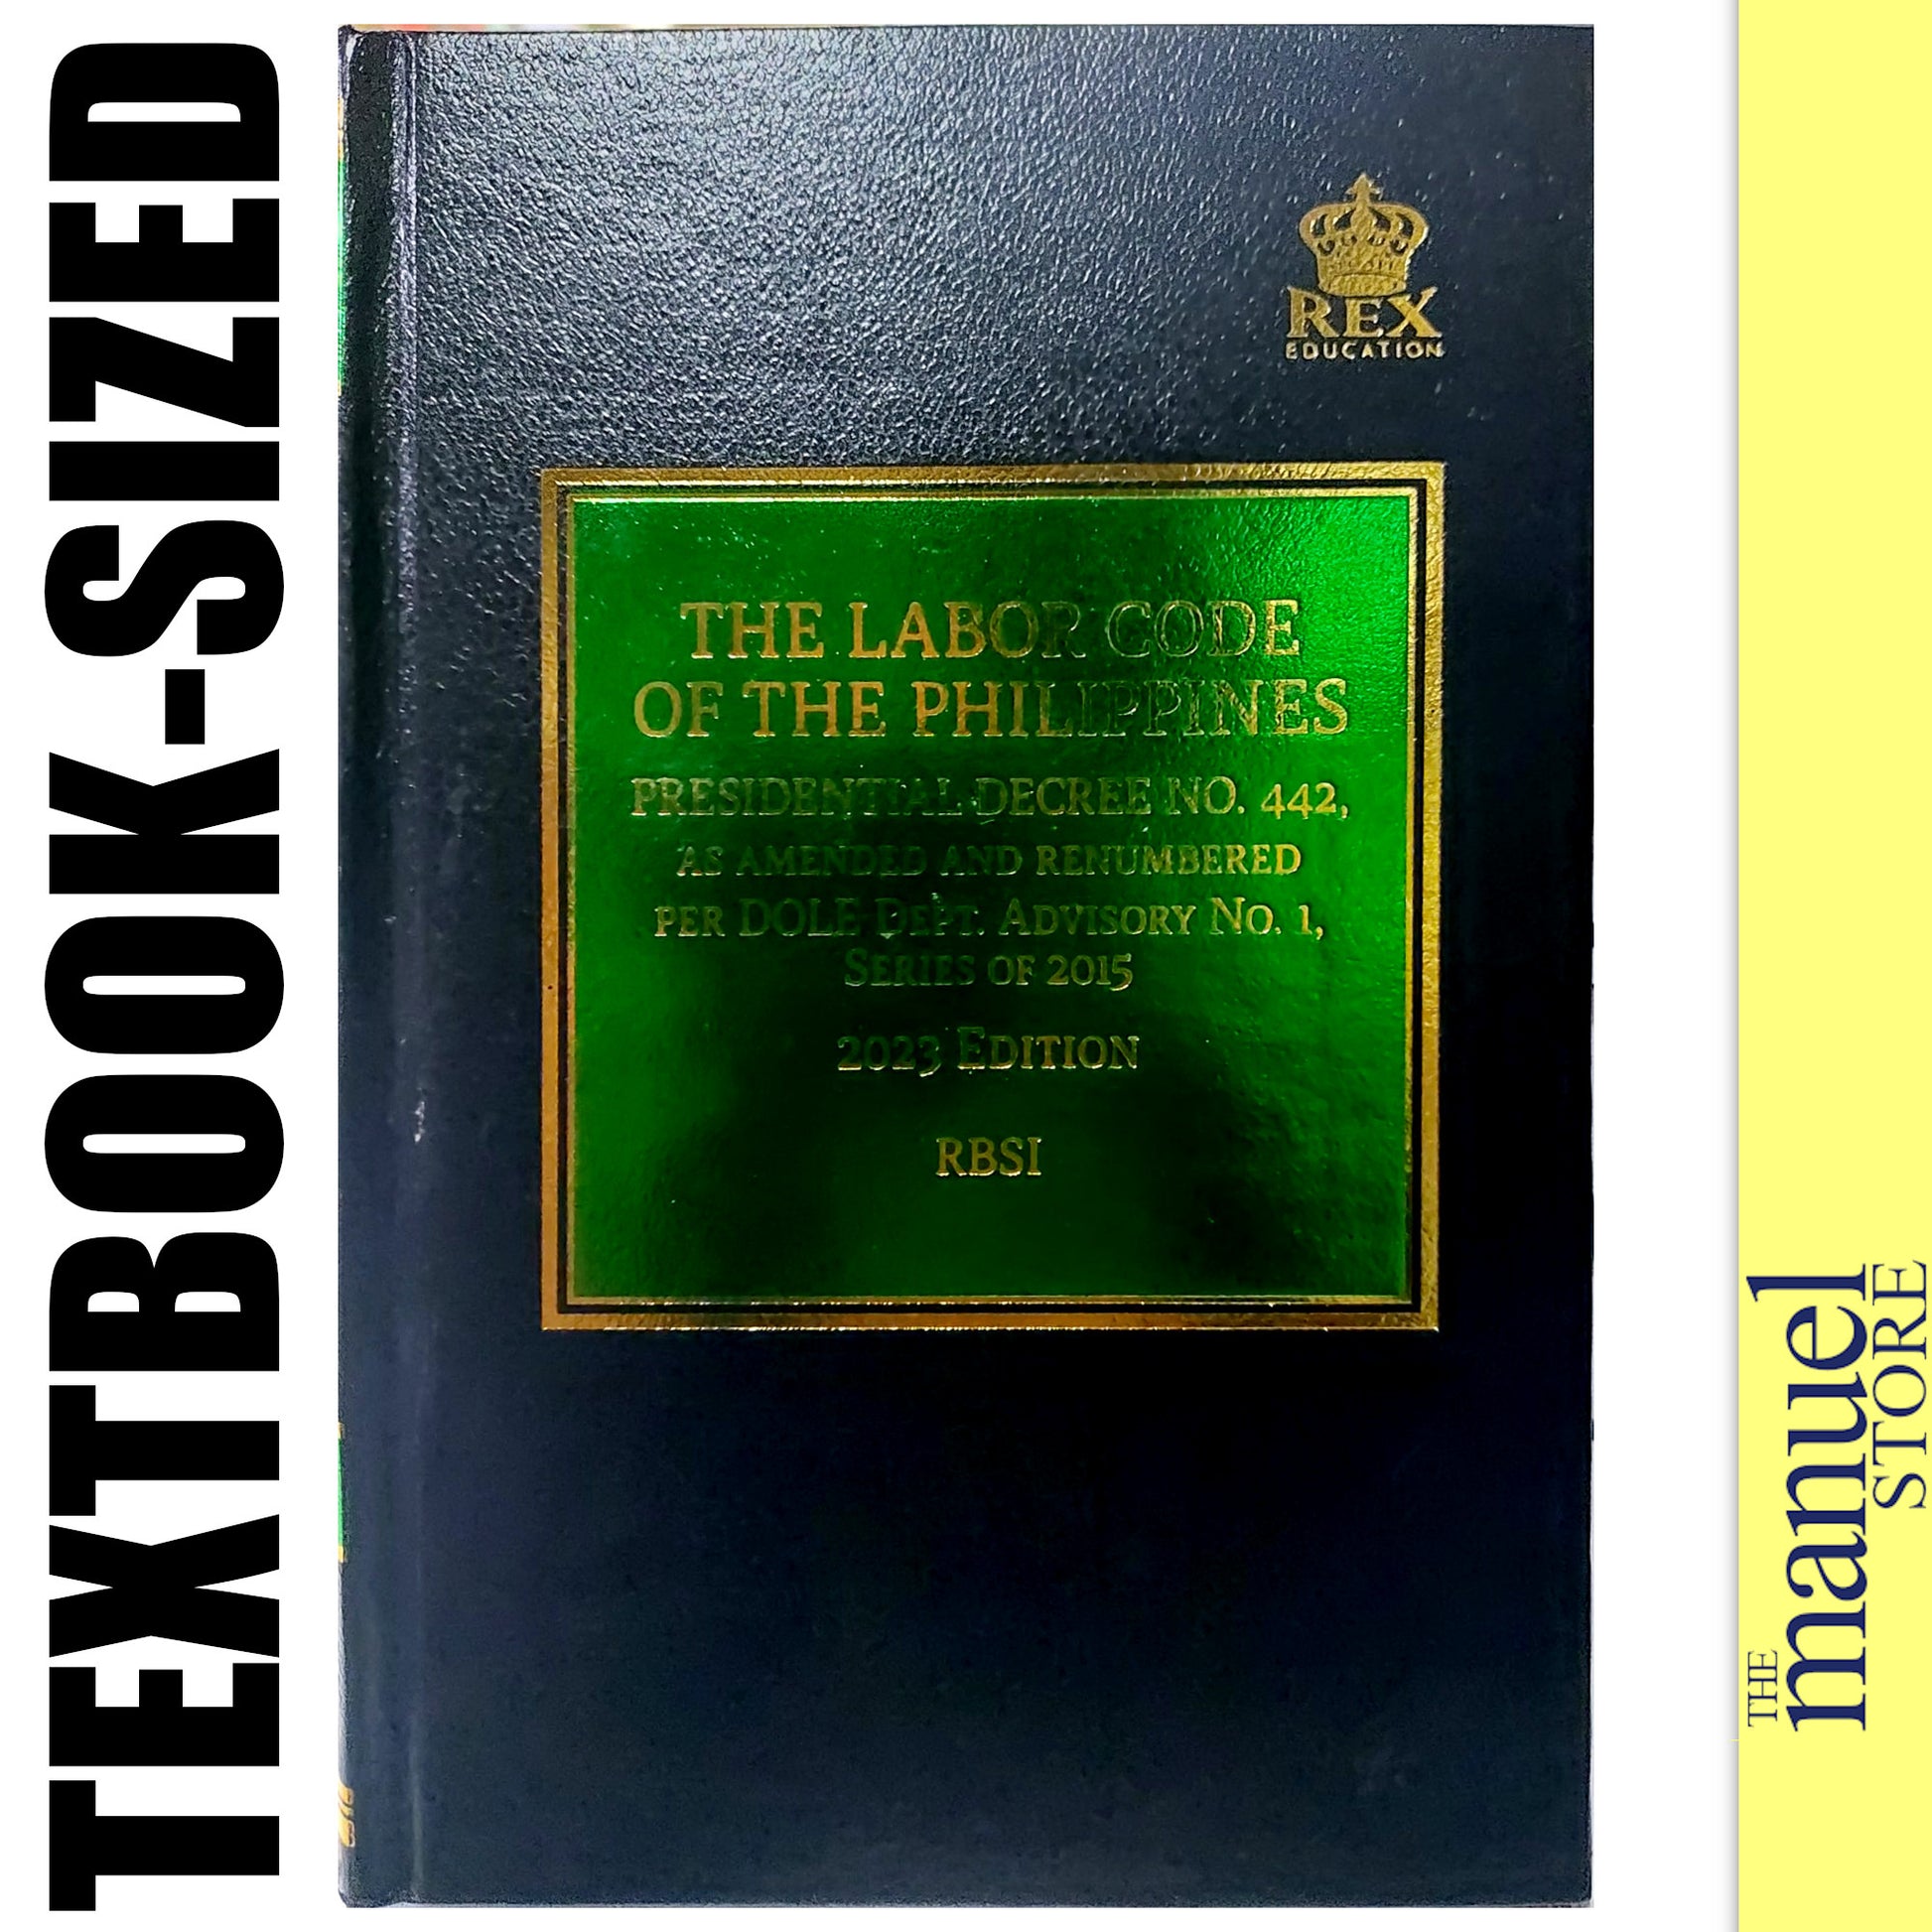 TEXTBOOK-SIZED
REX
EDUCATION
THE LABOR CODE
OF THE PHILIPPINES
PRESIDENTIAL DECREE NO. 442,
AS AMENDED AND RENUMBERED
PER DOLE DEPT. ADVISORY NO. 1,
SERIES OF 2015
2023 EDITION
RBSI
THE
manuel
STORE